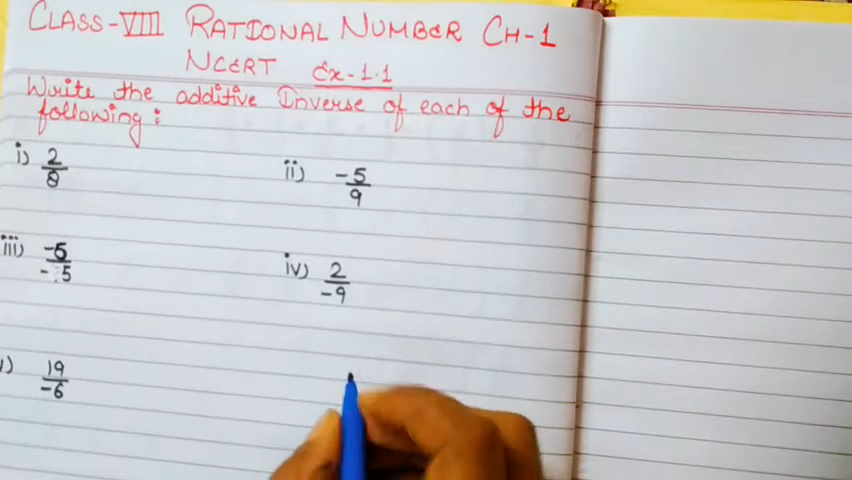 CLASS-VIII RATIONAL NUMBER CH-1
NCERT Ex-1.1
Write the additive Inverse of each of the
following:
i) 2/8 ii) -5/9
iii) -6/-5 iv) 2/-9
v) 19/-6